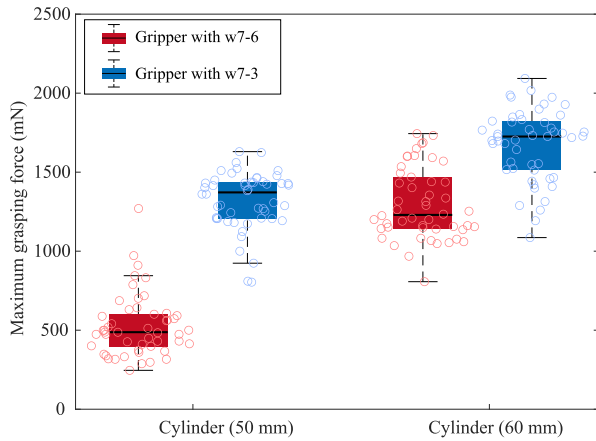 2500
2000
1500
1000
500
0
Maximum grasping force (mN)
Gripper with w7-6
Gripper with w7-3
Cylinder (50 mm)
Cylinder (60 mm)